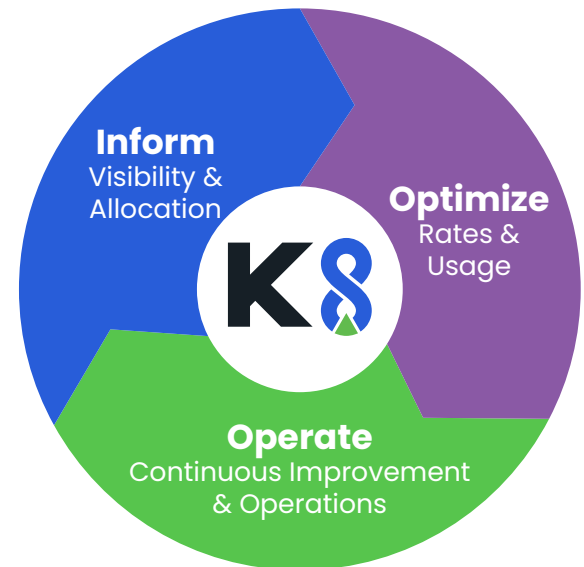 Inform
Visibility &
Allocation
Optimize
Rates &
Usage
K8
Operate
Continuous Improvement
& Operations